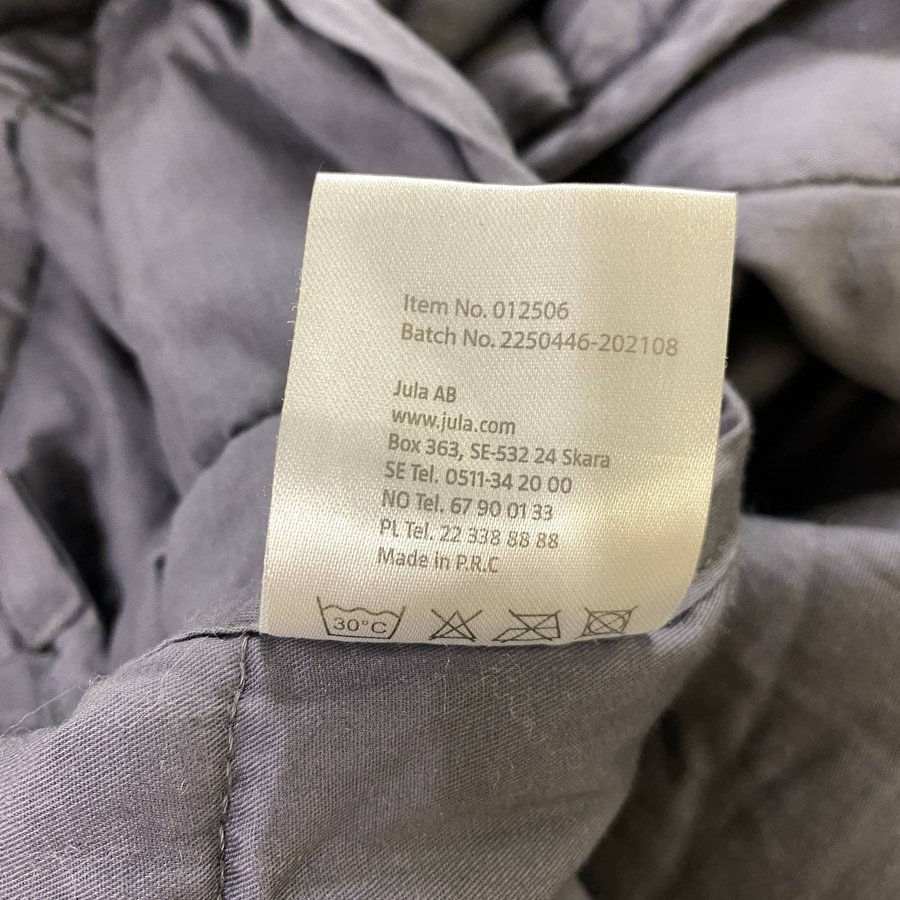 Item No. 012506
Batch No. 2250446-202108
Jula AB
www.jula.com
Box 363, SE-532 24 Skara
SE Tel. 0511-34 20 00
NO Tel. 67 90 01 33
PL Tel. 22 338 88 88
Made in P.R.C
30°C